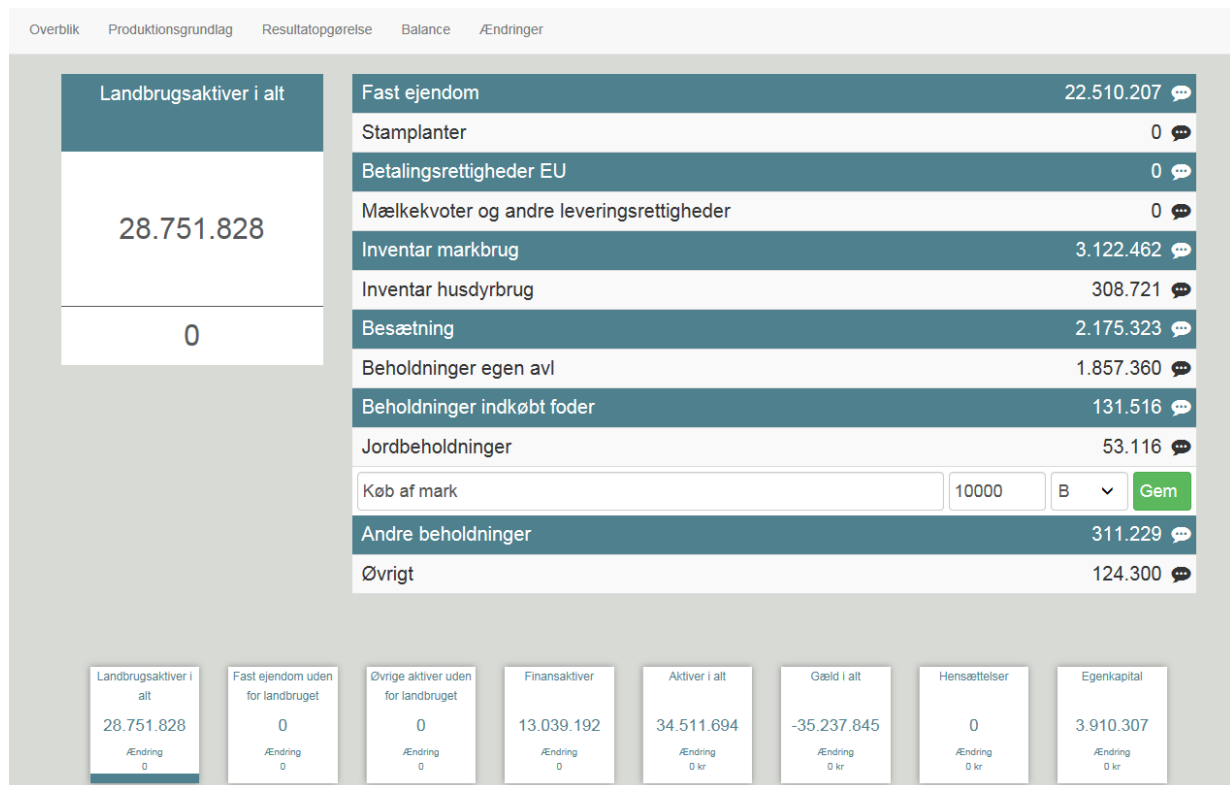 Overblik Produktionsgrundlag Resultatopgørelse Balance Ændringer
Landbrugsaktiver i alt
28.751.828
0
Fast ejendom 22.510.207
Stamplanter 0
Betalingsrettigheder EU 0
Mælkekvoter og andre leveringsrettigheder 0
Inventar markbrug 3.122.462
Inventar husdyrbrug 308.721
Besætning 2.175.323
Beholdninger egen avl 1.857.360
Beholdninger indkøbt foder 131.516
Jordbeholdninger 53.116
Køb af mark 10000 B Gem
Andre beholdninger 311.229
Øvrigt 124.300
Landbrugsaktiver i
alt
28.751.828
Ændring
0
Fast ejendom uden
for landbruget
0
Ændring
0
Øvrige aktiver uden
for landbruget
0
Ændring
0
Finansaktiver
13.039.192
Ændring
0
Aktiver i alt
34.511.694
Ændring
0 kr
Gæld i alt
-35.237.845
Ændring
0 kr
Hensættelser
0
Ændring
0 kr
Egenkapital
3.910.307
Ændring
0 kr